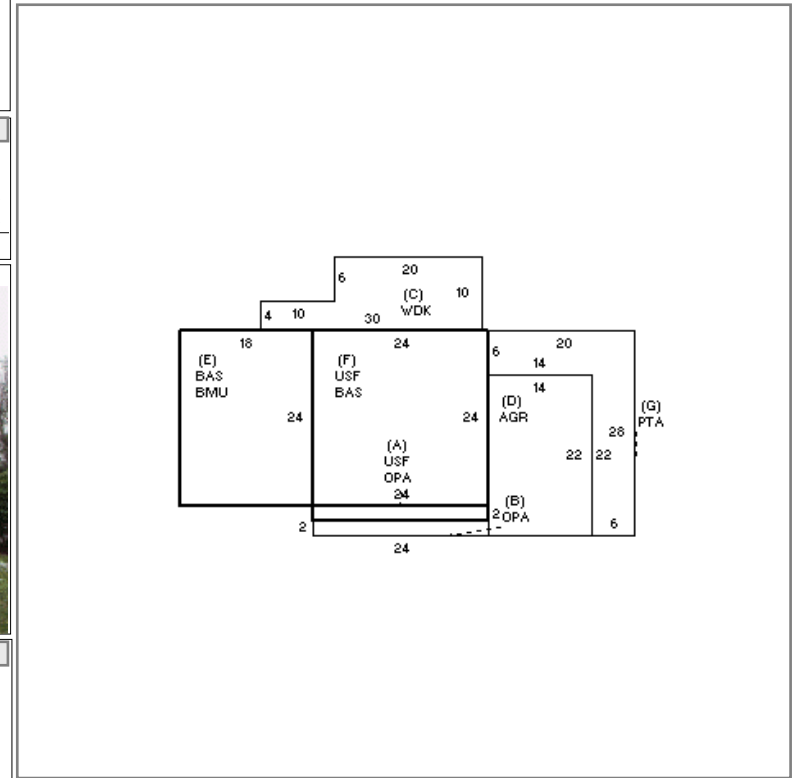 20
6
(C)
10
WDK
4
10
30
18
24
20
6
(E)
(F)
14
BAS
USF
14
BMU
BAS
(D)
(G)
AGR
PTA
24
24
28
(A)
22
22
USF
OPA
24
(B)
2
OPA
2
6
24